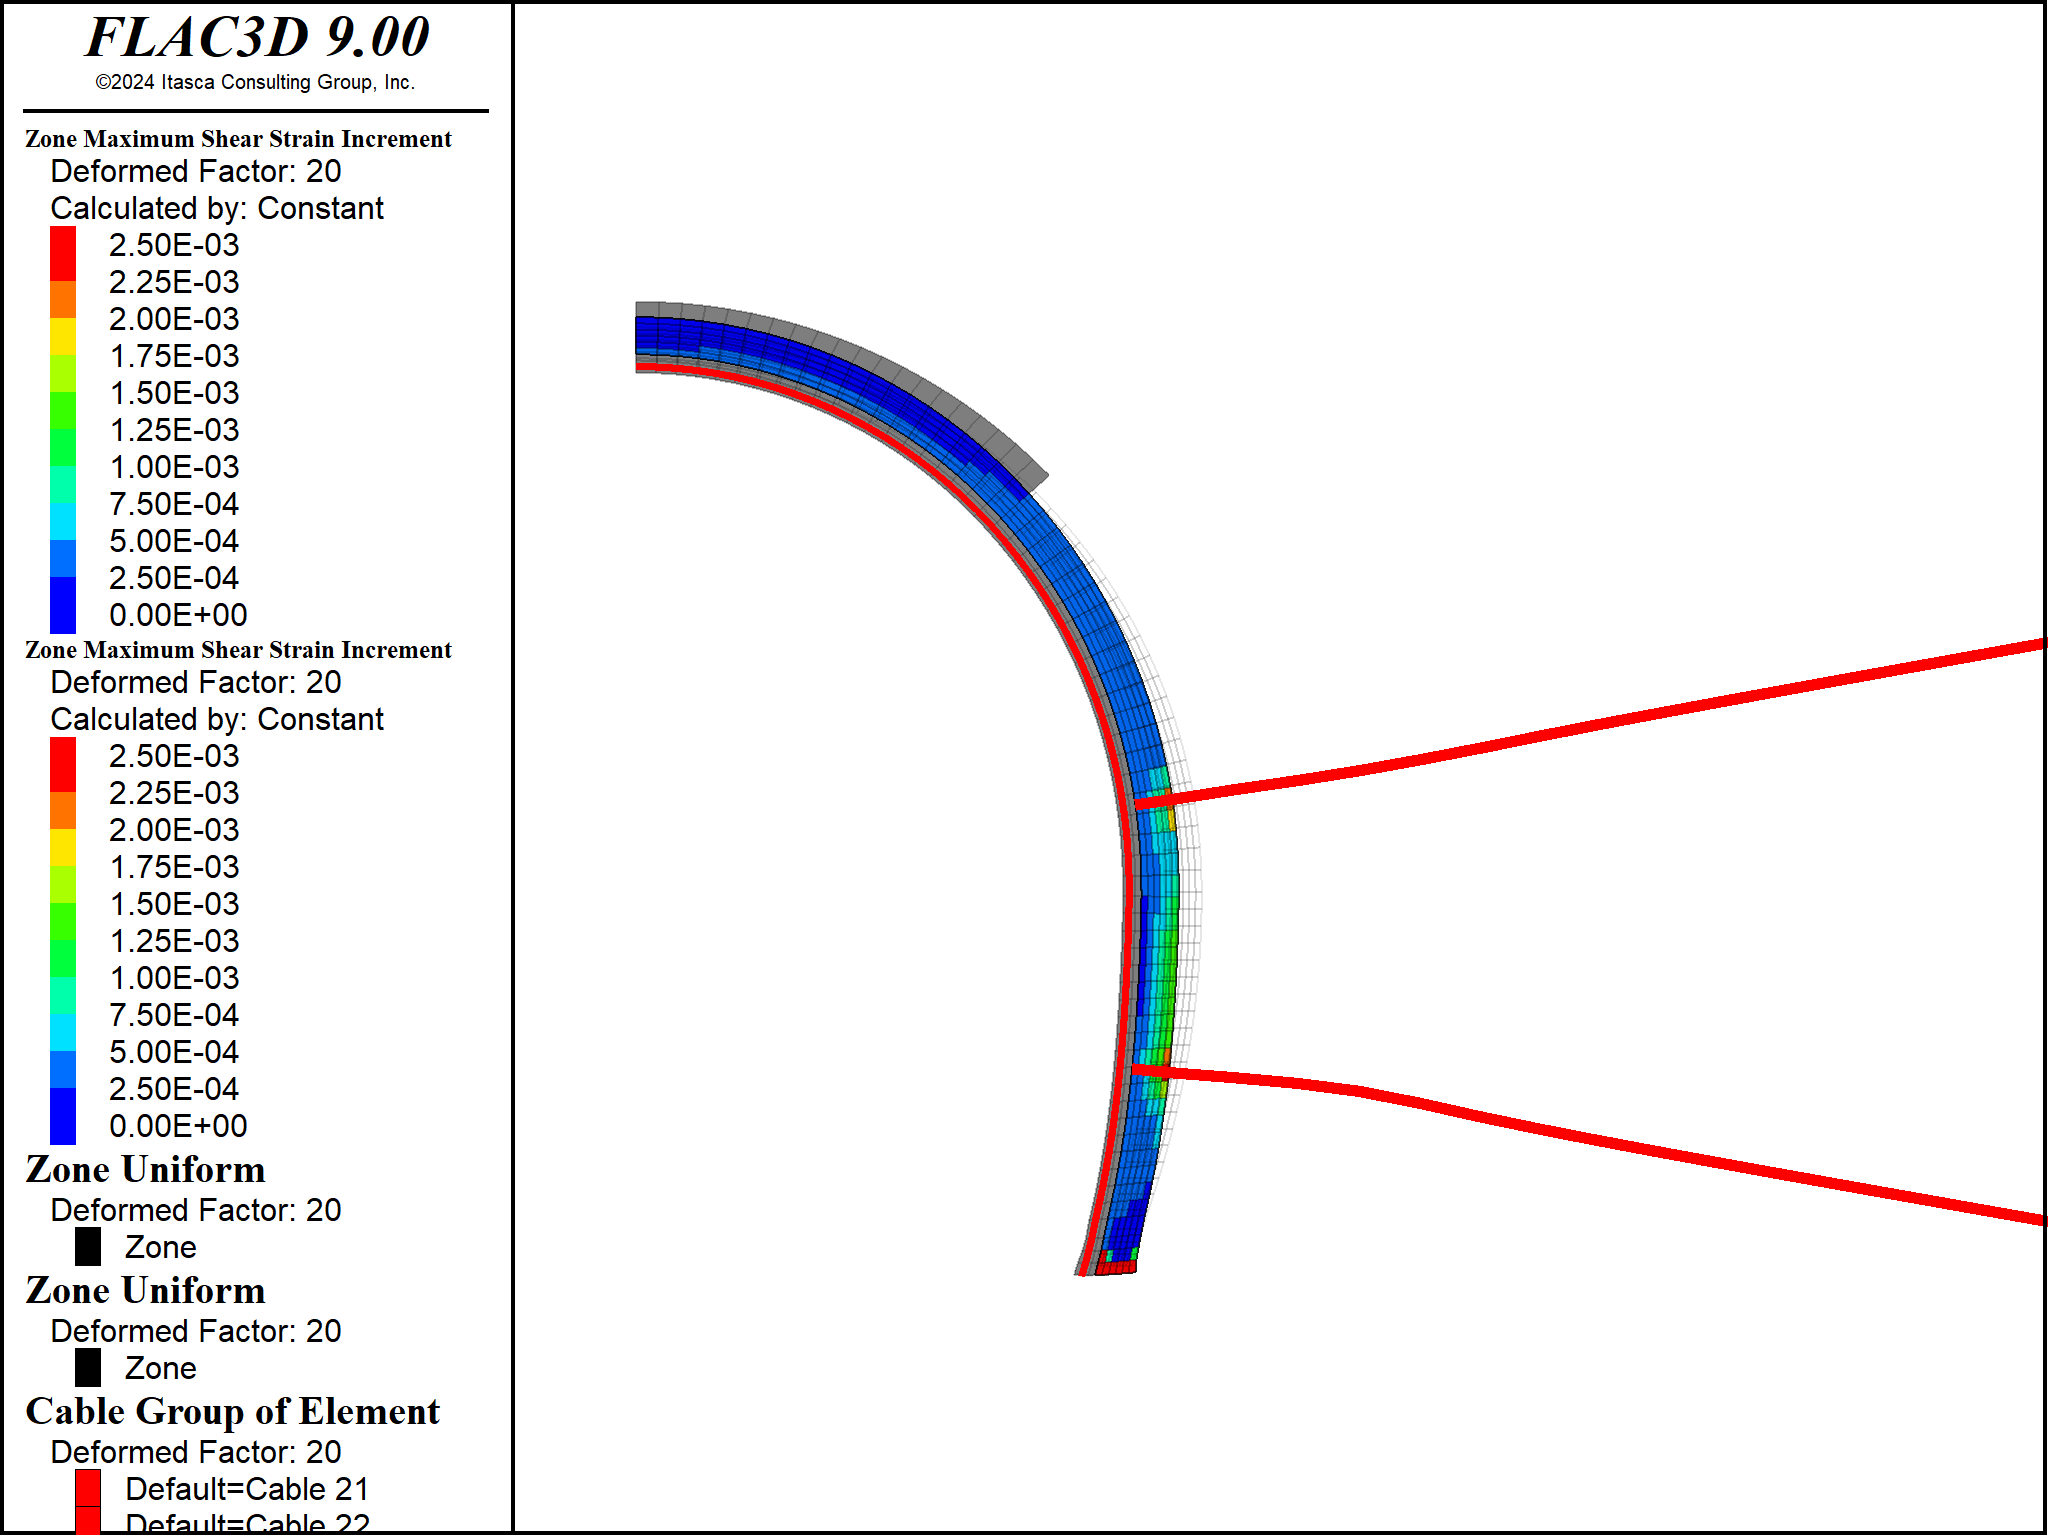 FLAC3D 9.00
©2024 Itasca Consulting Group, Inc.
Zone Maximum Shear Strain Increment
Deformed Factor: 20
Calculated by: Constant
2.50E-03
2.25E-03
2.00E-03
1.75E-03
1.50E-03
1.25E-03
1.00E-03
7.50E-04
5.00E-04
2.50E-04
0.00E+00
Zone Maximum Shear Strain Increment
Deformed Factor: 20
Calculated by: Constant
2.50E-03
2.25E-03
2.00E-03
1.75E-03
1.50E-03
1.25E-03
1.00E-03
7.50E-04
5.00E-04
2.50E-04
0.00E+00
Zone Uniform
Deformed Factor: 20
Zone
Zone Uniform
Deformed Factor: 20
Zone
Cable Group of Element
Deformed Factor: 20
Default=Cable 21
Default=Cable 22